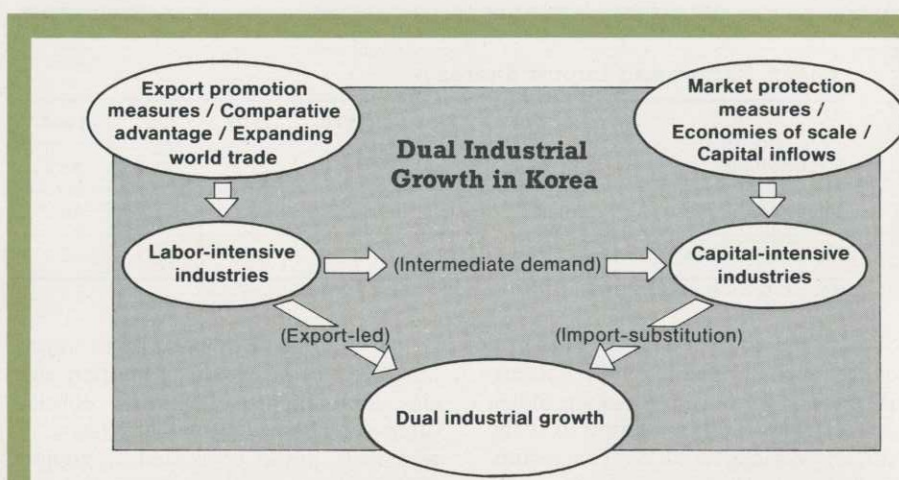 Export promotion
measures / Comparative
advantage / Expanding
world trade
Market protection
measures /
Economies of scale /
Capital inflows
Dual Industrial
Growth in Korea
Labor-intensive
industries
(Intermediate demand)
Capital-intensive
industries
(Export-led)
(Import-substitution)
Dual industrial growth